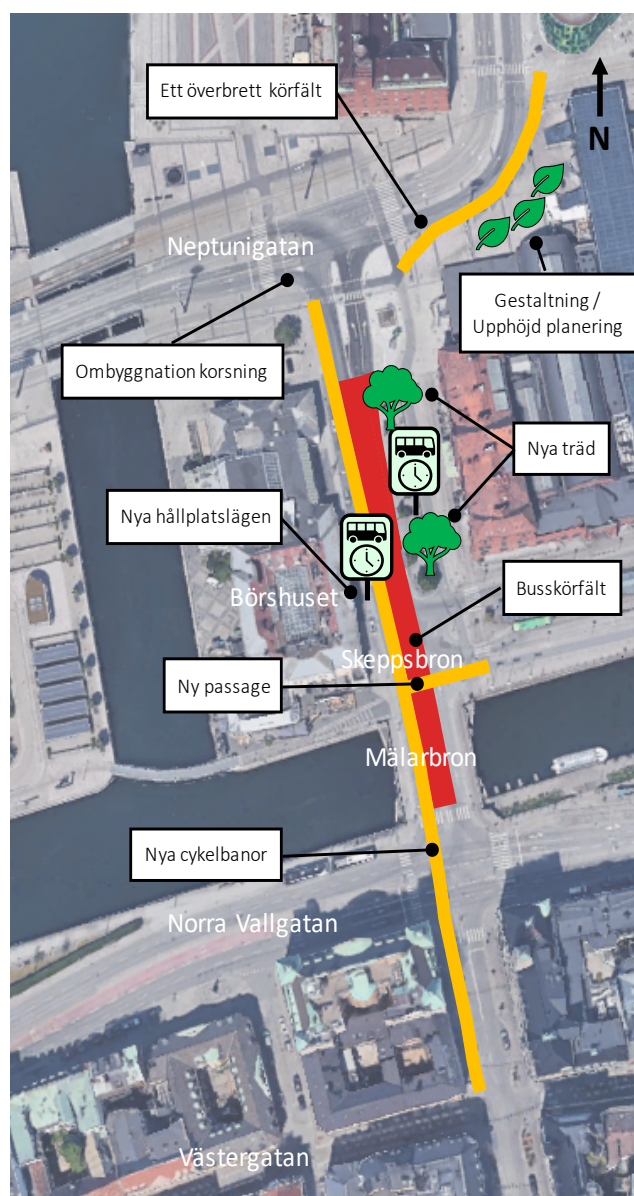 Ett överbrett körfält
N
Neptunigatan
Gestaltning /
Upphöjd planering
Ombyggnation korsning
Nya träd
Nya hållplatslägen
Busskörfält
Börshuset
Skeppsbron
Ny passage
Mälarbron
Nya cykelbanor
Norra Vallgatan
Västergatan